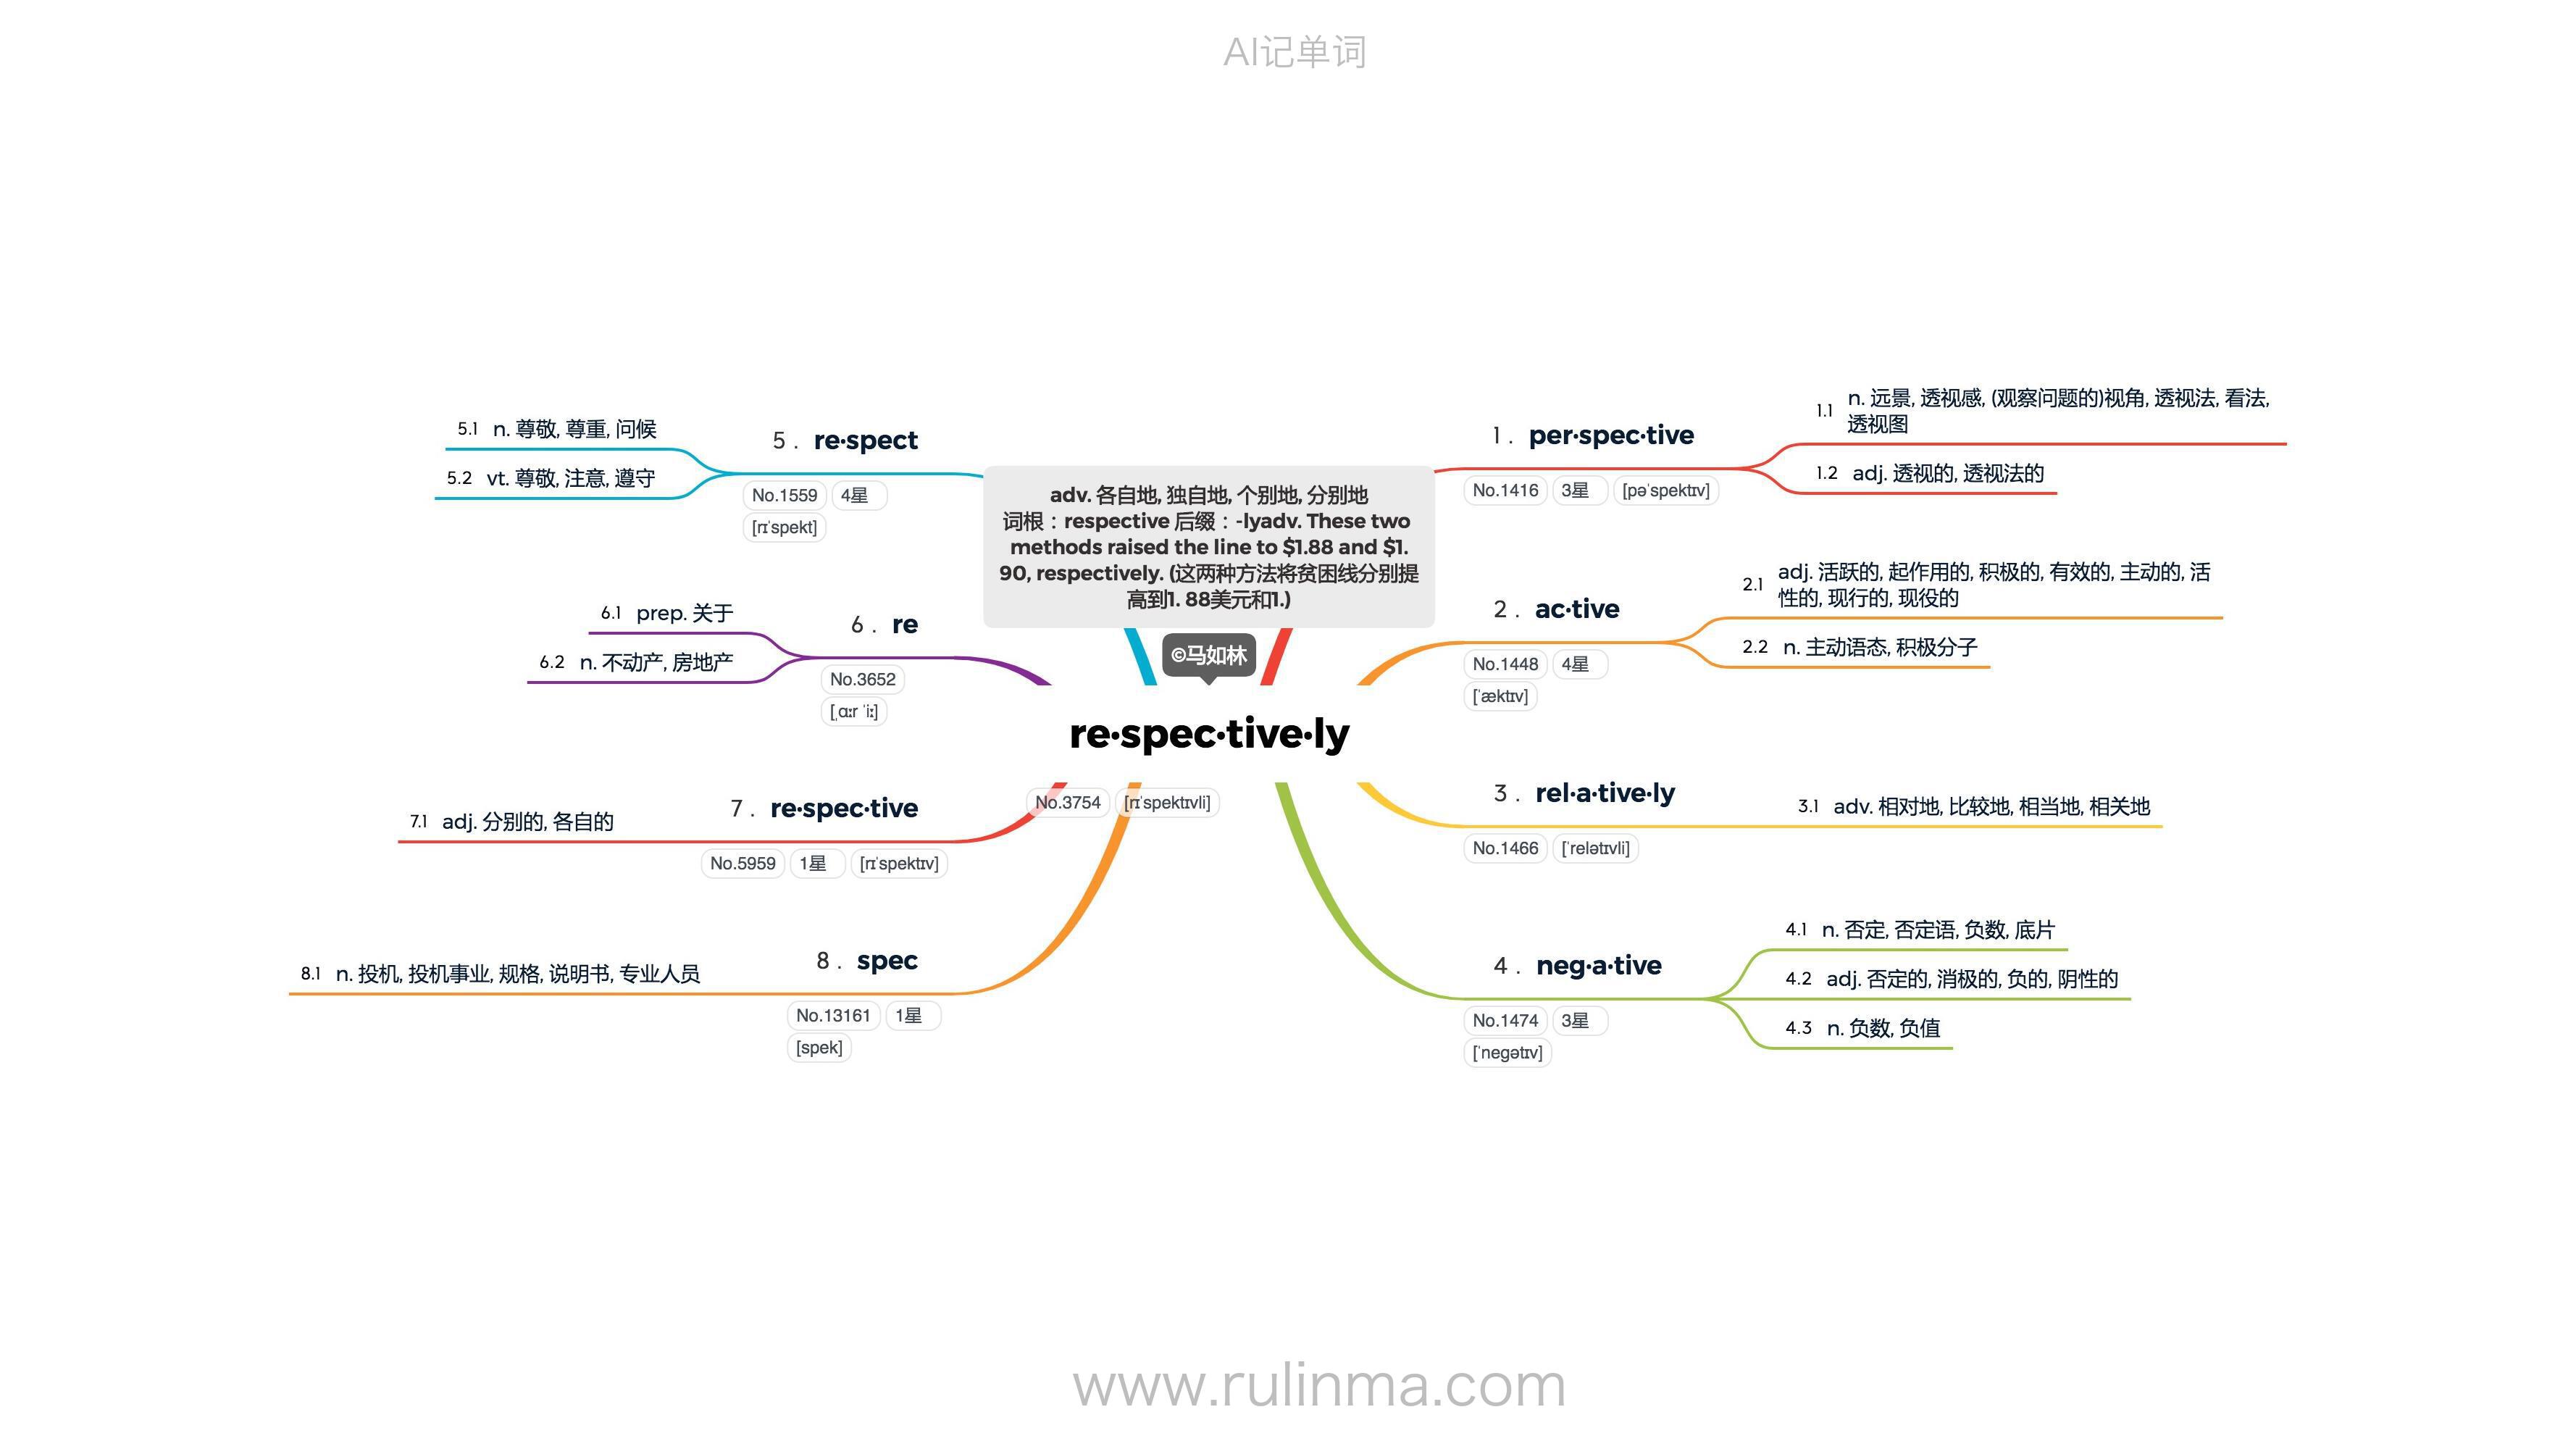 AI记单词
adv. 各自地, 独自地, 个别地, 分别地
词根：respective 后缀：-lyadv. These two
methods raised the line to $1.88 and $1.
90, respectively. (这两种方法将贫困线分别提
高到1. 88美元和1.)
©马如林
re·spec·tive·ly
No.3754 [rɪˈspektɪvli]
1. per·spec·tive
No.1416 3星 [pəˈspektɪv]
1.1 n. 远景, 透视感, (观察问题的)视角, 透视法, 看法,
透视图
1.2 adj. 透视的, 透视法的
2. ac·tive
No.1448 4星
[ˈæktɪv]
2.1 adj. 活跃的, 起作用的, 积极的, 有效的, 主动的, 活
性的, 现行的, 现役的
2.2 n. 主动语态, 积极分子
3. rel·a·tive·ly
No.1466 [ˈrelətɪvli]
3.1 adv. 相对地, 比较地, 相当地, 相关地
4. neg·a·tive
No.1474 3星
[ˈnegətɪv]
4.1 n. 否定, 否定语, 负数, 底片
4.2 adj. 否定的, 消极的, 负的, 阴性的
4.3 n. 负数, 负值
5. re·spect
No.1559 4星
[rɪˈspekt]
5.1 n. 尊敬, 尊重, 问候
5.2 vt. 尊敬, 注意, 遵守
6. re
No.3652
[ˌɑːr ˈiː]
6.1 prep. 关于
6.2 n. 不动产, 房地产
7. re·spec·tive
No.5959 1星 [rɪˈspektɪv]
7.1 adj. 分别的, 各自的
8. spec
No.13161 1星
[spek]
8.1 n. 投机, 投机事业, 规格, 说明书, 专业人员
www.rulinma.com